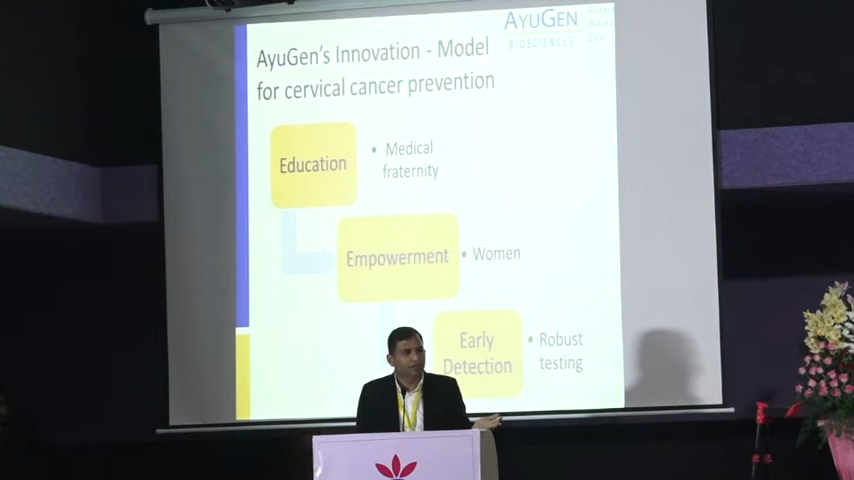 AYUGEN
BIOSCIENCES
AyuGen's Innovation - Model
for cervical cancer prevention
Education
• Medical
fraternity
Empowerment
• Women
Early
Detection
• Robust
testing